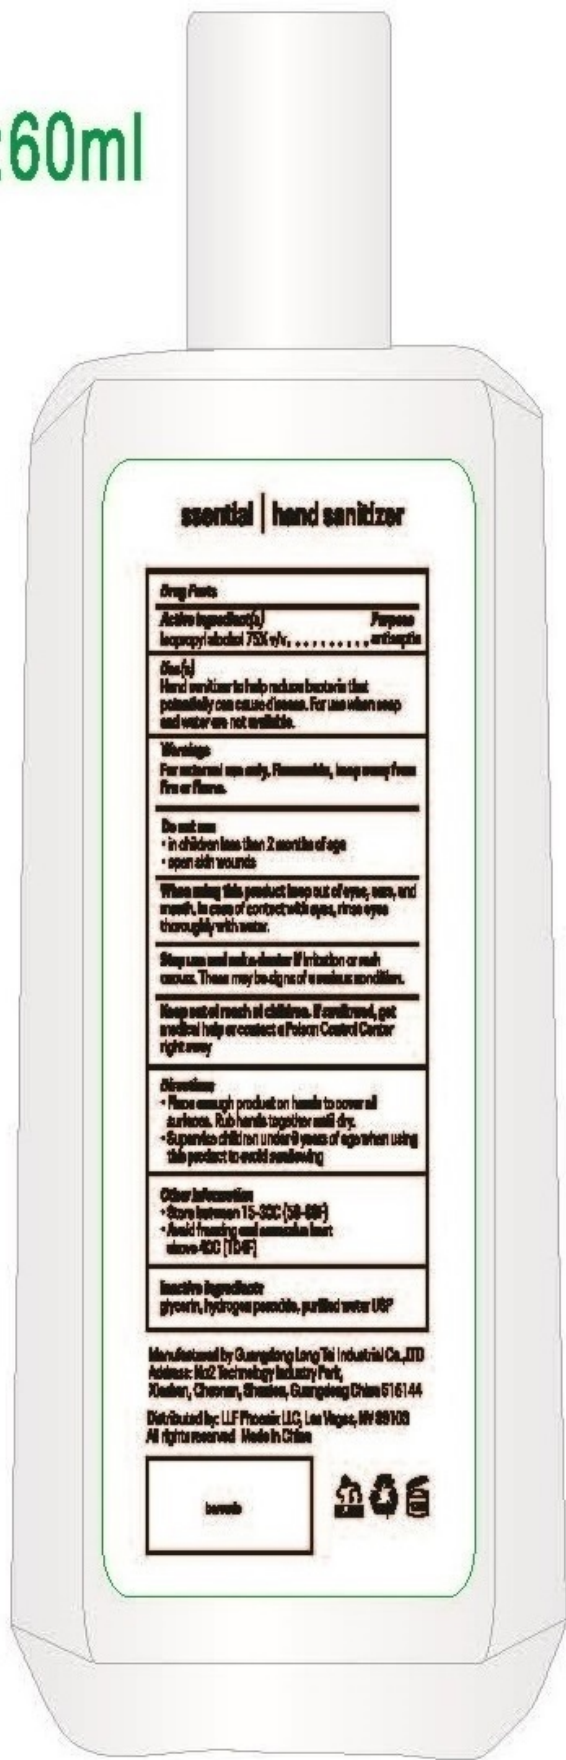 60ml
ssential | hand sanitizer
Drug Facts
Active Ingredient(s) Purpose
Isopropyl alcohol 75% v/v. . . . . . . . . . antiseptic
Use(s)
Hand sanitizer to help reduce bacteria that
potentially can cause disease. For use when soap
and water are not available.
Warnings
For external use only. Flammable, keep away from
fire or flame.
Do not use
• in children less than 2 months of age
• open skin wounds
When using this product keep out of eyes, ears, and
mouth, in case of contact with eyes, rinse eyes
thoroughly with water.
Stop use and ask a doctor if irritation or rash
occurs. These may be signs of a serious condition.
Keep out of reach of children. If swallowed, get
medical help or contact a Poison Control Center
right away
Directions
• Place enough product on hands to cover all
surfaces. Rub hands together until dry.
• Supervise children under 6 years of age when using
this product to avoid swallowing
Other information
• Store between 15-30C
• Avoid freezing and excessive heat
above 40C (104F)
Inactive ingredients
glycerin, hydrogen peroxide, purified water USP
Manufactured by Guangdong Long Tai Industrial Co.,LTD
Address: No2 Technology Industry Park,
Guangdong China 515144
Distributed by: LLF Phoenix LLC, Las Vegas, NV 89103
All rights reserved Made in China
barcode